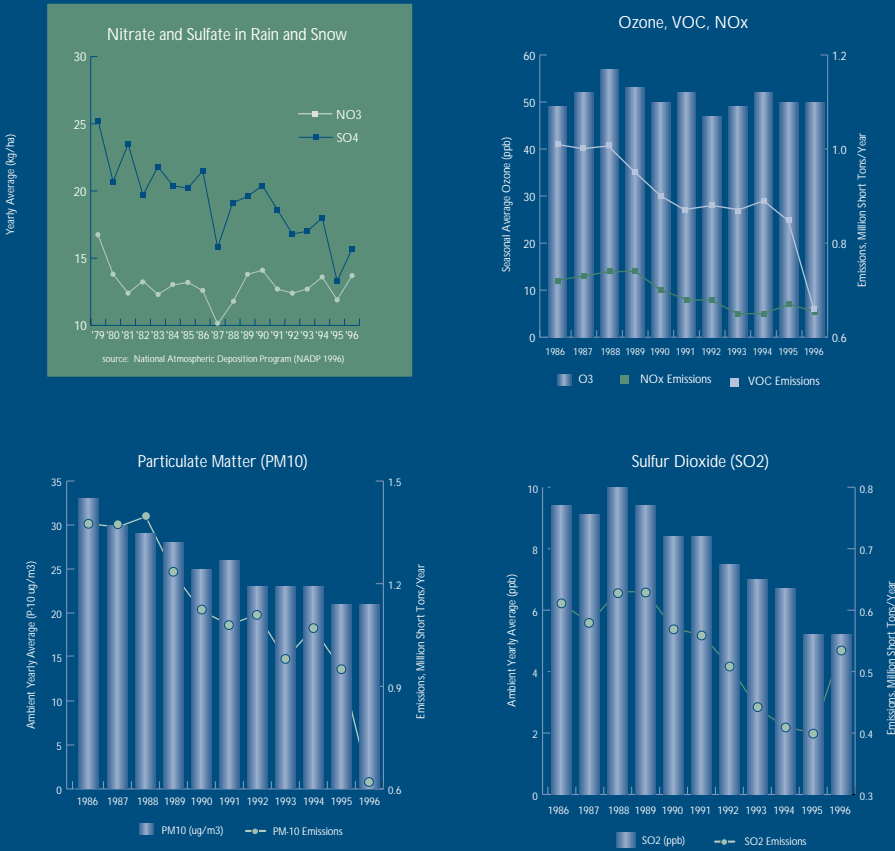 Nitrate and Sulfate in Rain and Snow
30
25
20
15
10
Yearly Average (kg/ha)
NO3
SO4
'79 '80 '81 '82 '83 '84 '85 '86 '87 '88 '89 '90 '91 '92 '93 '94 '95 '96
source: National Atmospheric Deposition Program (NADP 1996)
Ozone, VOC, NOx
60
50
40
30
20
10
0
Seasonal Average Ozone (ppb)
1.2
1.0
0.8
0.6
Emissions, Million Short Tons/Year
1986 1987 1988 1989 1990 1991 1992 1993 1994 1995 1996
O3 NOx Emissions VOC Emissions
Particulate Matter (PM10)
35
30
25
20
15
10
5
0
Ambient Yearly Average (P-10 ug/m3)
1.5
1.2
0.9
0.6
Emissions, Million Short Tons/Year
1986 1987 1988 1989 1990 1991 1992 1993 1994 1995 1996
PM10 (ug/m3) PM-10 Emissions
Sulfur Dioxide (SO2)
10
8
6
4
2
0
Ambient Yearly Average (ppb)
0.8
0.7
0.6
0.5
0.4
0.3
Emissions, Million Short Tons/Year
1986 1987 1988 1989 1990 1991 1992 1993 1994 1995 1996
SO2 (ppb) SO2 Emissions